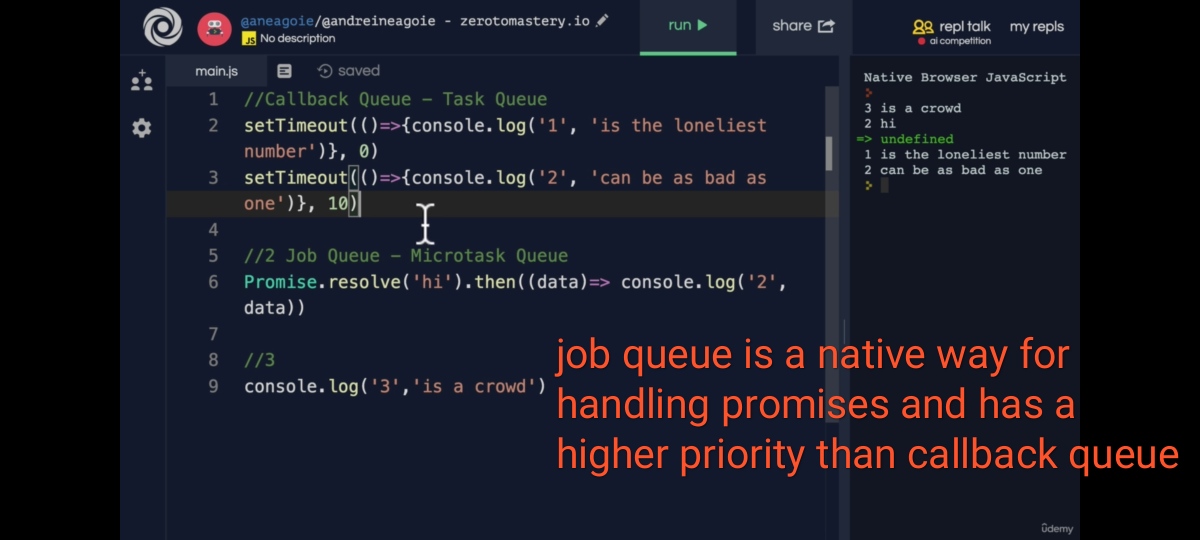 @aneagoie/@andreineagoie - zerotomastery.io
JS No description
run
share
repl talk
ai competition
my repls
main.js
saved
1 //Callback Queue – Task Queue
2 setTimeout(()=>{console.log('1', 'is the loneliest
number')}, 0)
3 setTimeout(()=>{console.log('2', 'can be as bad as
one')}, 10)
4
5 //2 Job Queue – Microtask Queue
6 Promise.resolve('hi').then((data)=> console.log('2',
data))
7
8 //3
9 console.log('3','is a crowd')
Native Browser JavaScript
3 is a crowd
2 hi
=> undefined
1 is the loneliest number
2 can be as bad as one
job queue is a native way for
handling promises and has a
higher priority than callback queue
ûdemy